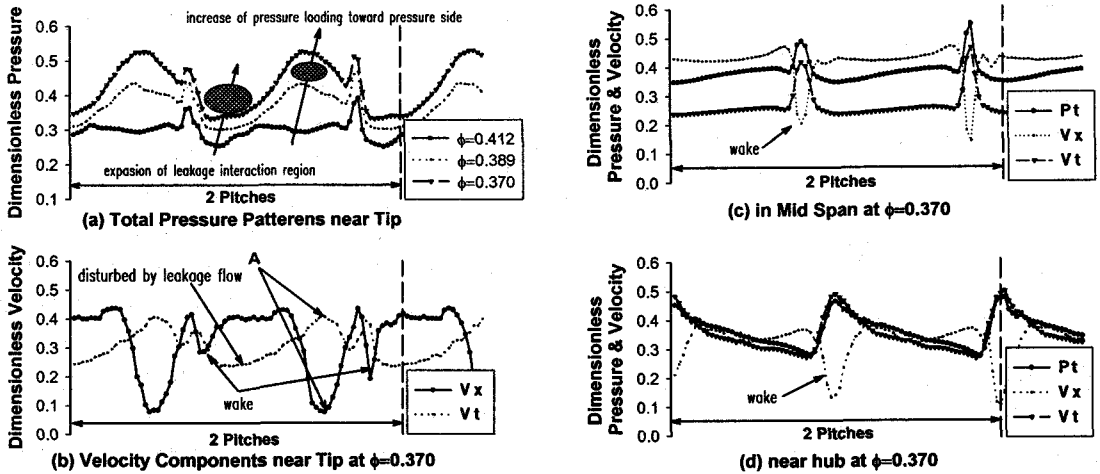 increase of pressure loading toward pressure side
Dimensionless Pressure
0.6
0.5
0.4
0.3
0.2
0.1
expasion of leakage interaction region
ϕ=0.412
ϕ=0.389
ϕ=0.370
2 Pitches
(a) Total Pressure Patterens near Tip
Dimensionless
Pressure & Velocity
0.6
0.5
0.4
0.3
0.2
0.1
0.0
wake
Pt
Vx
Vt
2 Pitches
(c) in Mid Span at ϕ=0.370
Dimensionless Velocity
0.6
0.5
0.4
0.3
0.2
0.1
0.0
A
disturbed by leakage flow
wake
Vx
Vt
2 Pitches
(b) Velocity Components near Tip at ϕ=0.370
Dimensionless
Pressure & Velocity
0.6
0.5
0.4
0.3
0.2
0.1
0.0
wake
Pt
Vx
Vt
2 Pitches
(d) near hub at ϕ=0.370